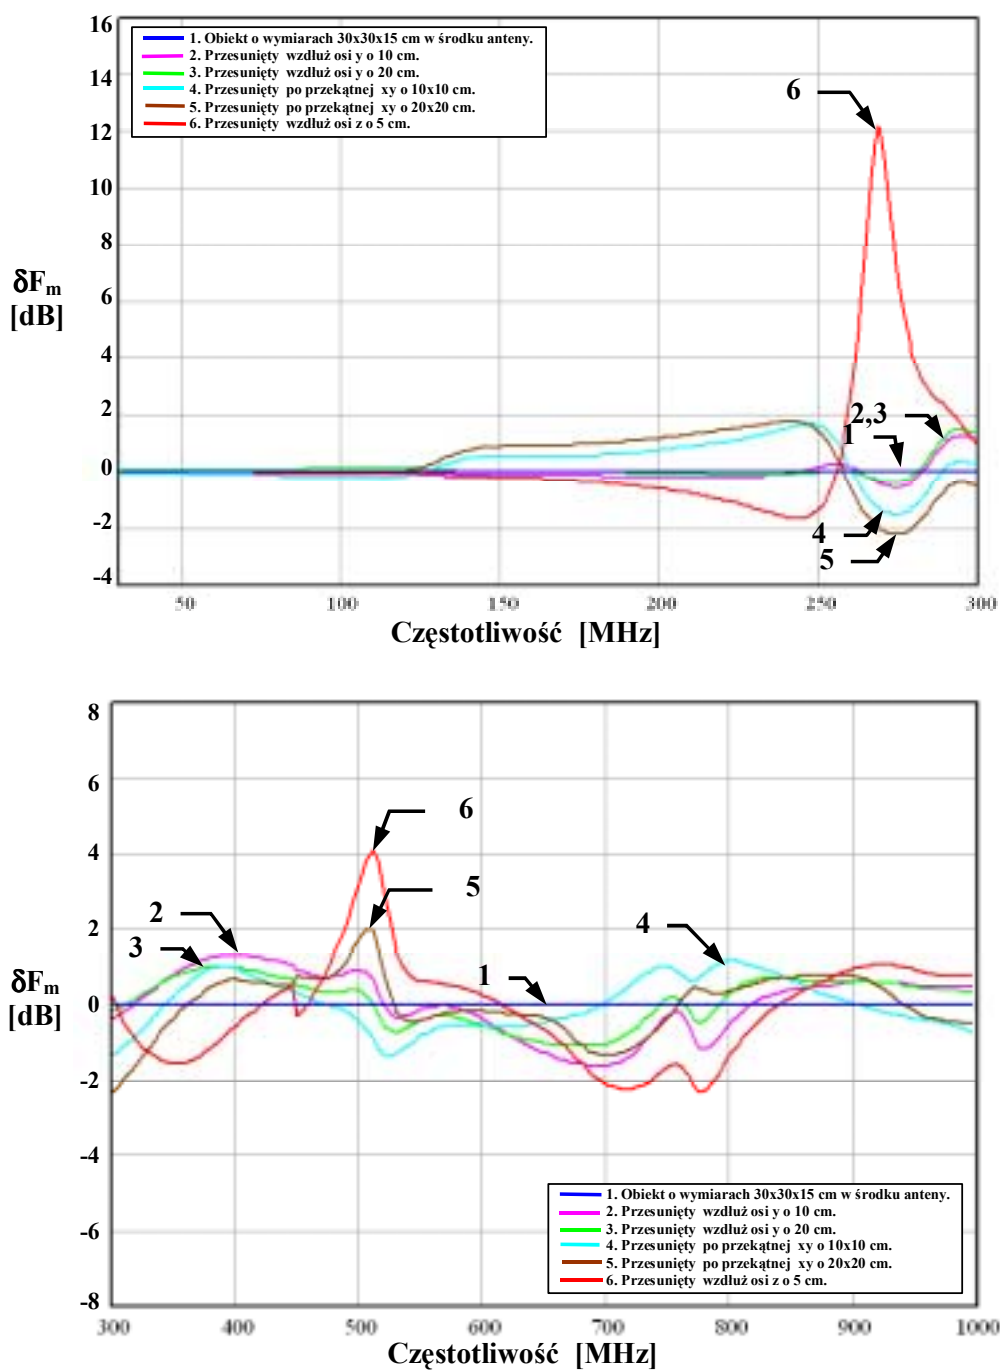 16
1. Obiekt o wymiarach 30x30x15 cm w środku anteny.
2. Przesunięty wzdłuż osi y o 10 cm.
3. Przesunięty wzdłuż osi y o 20 cm.
4. Przesunięty po przekątnej xy o 10x10 cm.
5. Przesunięty po przekątnej xy o 20x20 cm.
6. Przesunięty wzdłuż osi z o 5 cm.
14
6
12
10
8
δFm
[dB]
6
4
2
2,3
1
0
-2
4
5
-4
50 100 150 200 250 300
Częstotliwość [MHz]
8
6
6
4
5
2
2
4
3
δFm
[dB]
1
0
-2
-4
1. Obiekt o wymiarach 30x30x15 cm w środku anteny.
2. Przesunięty wzdłuż osi y o 10 cm.
3. Przesunięty wzdłuż osi y o 20 cm.
4. Przesunięty po przekątnej xy o 10x10 cm.
5. Przesunięty po przekątnej xy o 20x20 cm.
6. Przesunięty wzdłuż osi z o 5 cm.
-6
-8
300 400 500 600 700 800 900 1000
Częstotliwość [MHz]